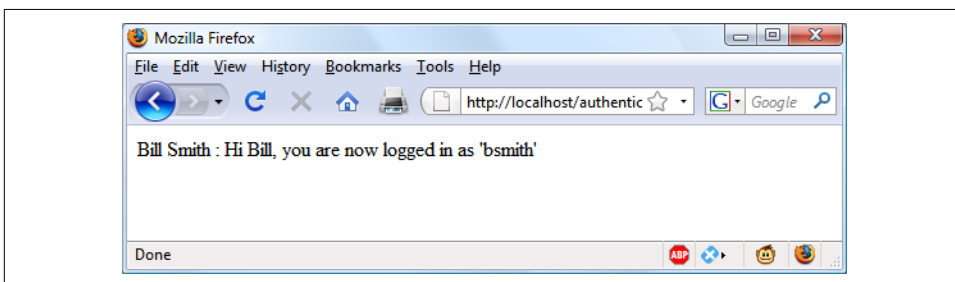 Mozilla Firefox
File Edit View History Bookmarks Tools Help
http://localhost/authentic G Google
Bill Smith : Hi Bill, you are now logged in as 'bsmith'
Done ABP